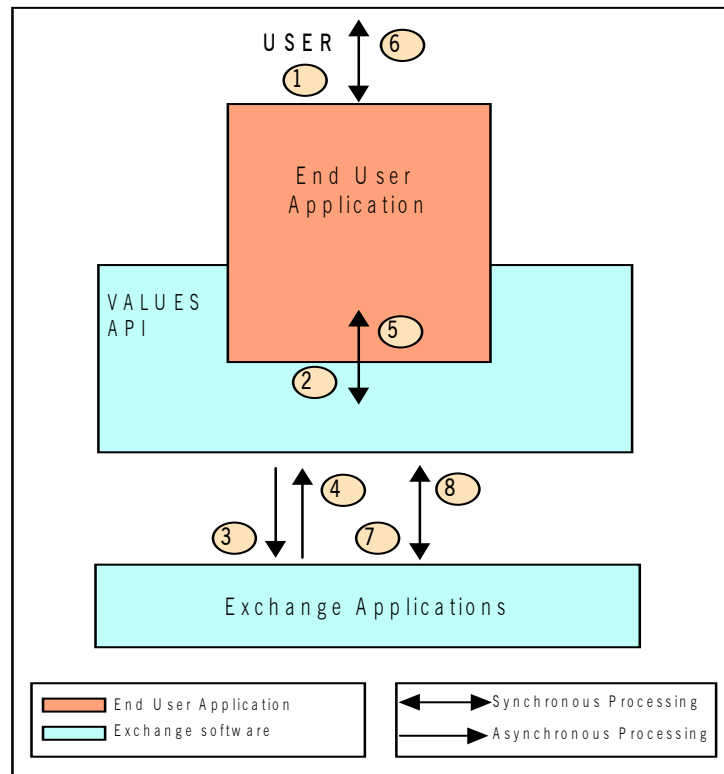 USER
6
1
End User
Application
VALUES
API
5
2
4
8
3
7
Exchange Applications
End User Application
Exchange software
Synchronous Processing
Asynchronous Processing